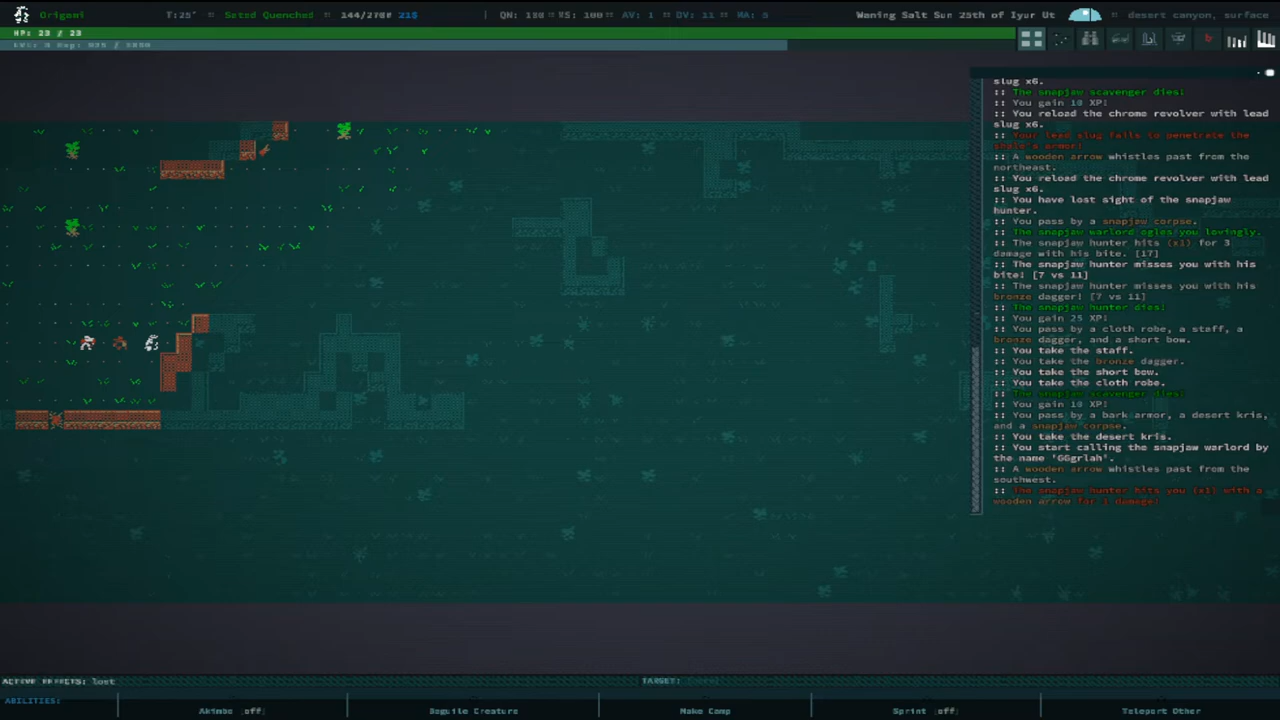 Origami T:25° Sated Quenched 144/270# 21$ QN: 100 MS: 100 AV: 1 DV: 11 MA: 5 Waning Salt Sun 25th of Iyur Ut desert canyon, surface
HP: 23 / 23
slug x6.
:: The snapjaw scavenger dies!
:: You gain 10 XP!
:: You reload the chrome revolver with lead
slug x6.
:: Your lead slug fails to penetrate the
armor!
:: A wooden arrow whistles past from the
northeast.
:: You reload the chrome revolver with lead
slug x6.
:: You have lost sight of the snapjaw
hunter.
:: You pass by a snapjaw corpse.
:: The snapjaw warlord ogles you lovingly.
:: The snapjaw hunter hits (x1) for 3
damage with his bite. [17]
:: The snapjaw hunter misses you with his
bite! [7 vs 11]
:: The snapjaw hunter misses you with his
bronze dagger! [7 vs 11]
:: The snapjaw hunter dies!
:: You gain 25 XP!
:: You pass by a cloth robe, a staff, a
bronze dagger, and a short bow.
:: You take the staff.
:: You take the bronze dagger.
:: You take the short bow.
:: You take the cloth robe.
:: The snapjaw scavenger dies!
:: You gain 10 XP!
:: You pass by a bark armor, a desert kris,
and a snapjaw corpse.
:: You take the desert kris.
:: You start calling the snapjaw warlord by
the name 'GGgrlah'.
:: A wooden arrow whistles past from the
southwest.
:: The snapjaw hunter hits you (x1) with a
wooden arrow for 1 damage!
ACTIVE EFFECTS: lost TARGET:
ABILITIES:
Akimbo [off] Beguile Creature Make Camp Sprint [off] Teleport Other